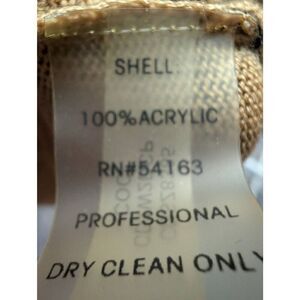 SHELL:
100% ACRYLIC
RN#54163
PROFESSIONAL
DRY CLEAN ONLY